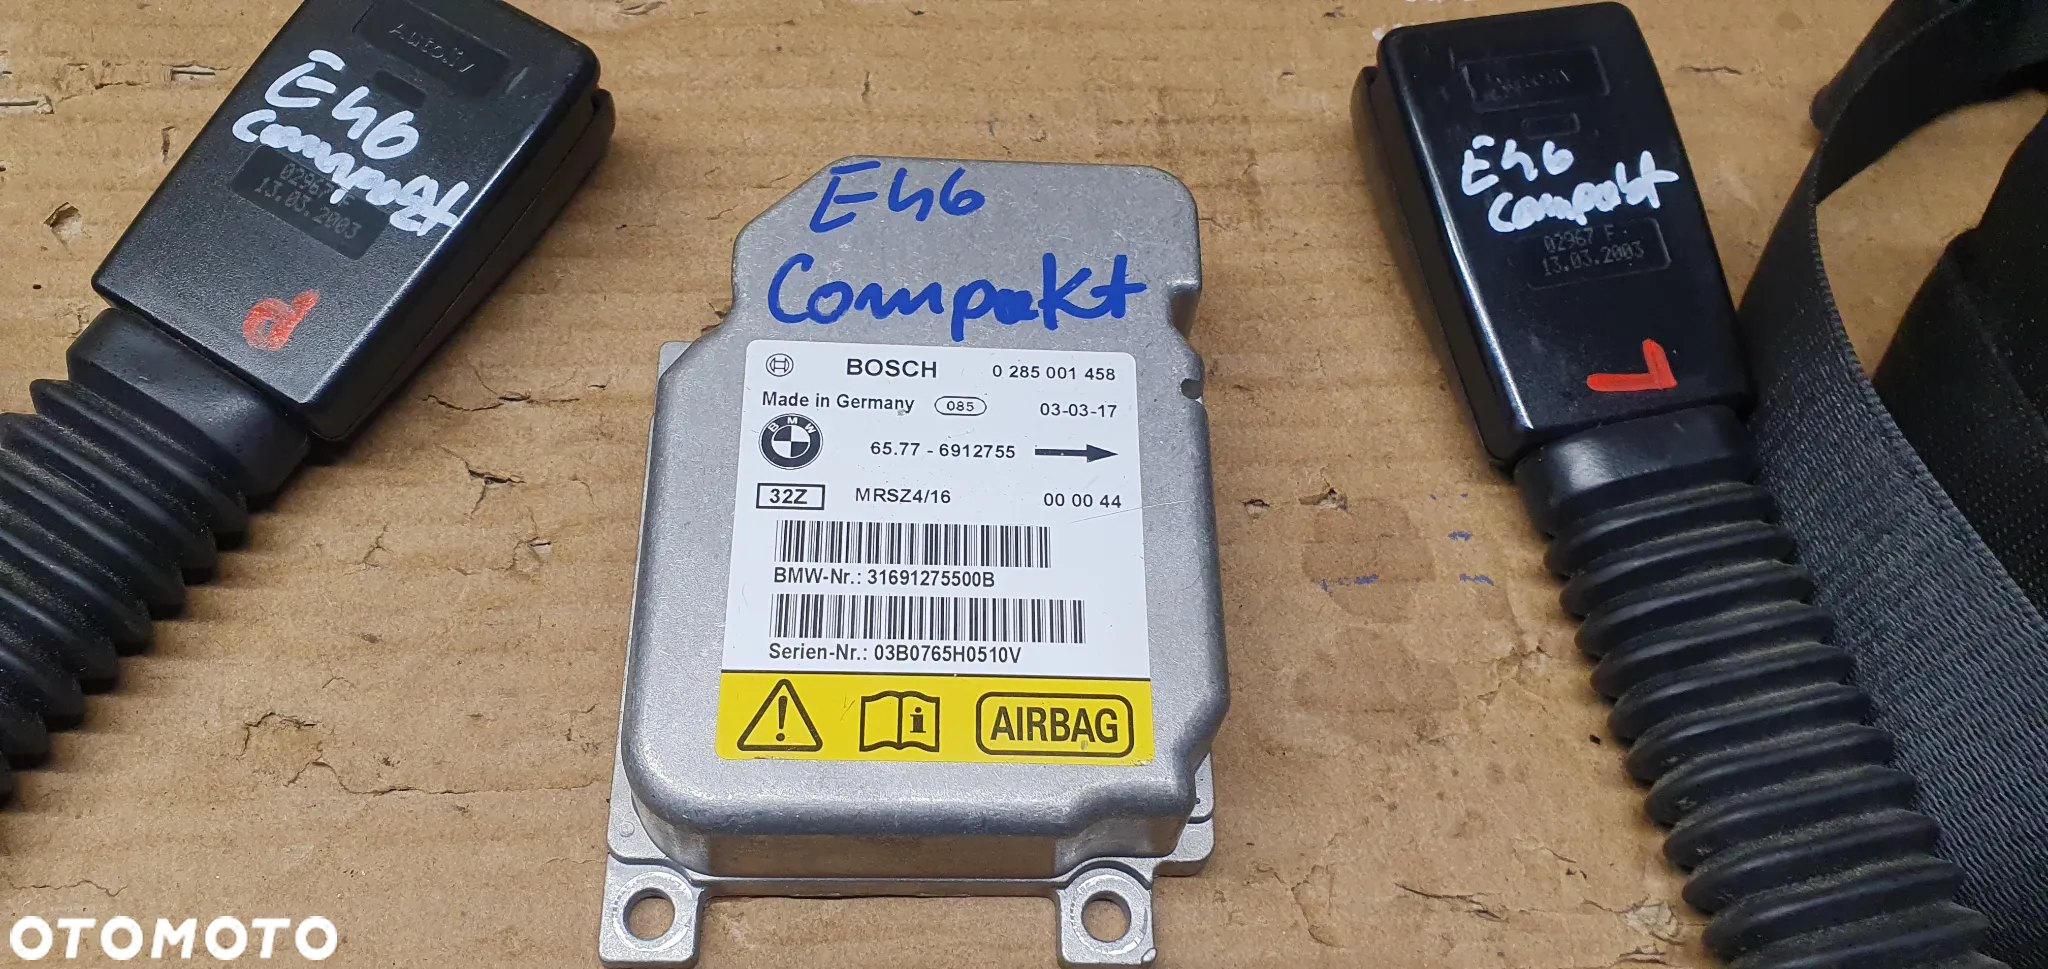 Autoliv
E46
compakt
02967 F
13.03.2003
P
E46
Compakt
BOSCH 0 285 001 458
Made in Germany 085 03-03-17
BMW
65.77 - 6912755
32Z MRSZ4/16 00 00 44
BMW-Nr.: 31691275500B
Serien-Nr.: 03B0765H0510V
AIRBAG
E46
compakt
02967 F
13.03.2003
L
OTOMOTO